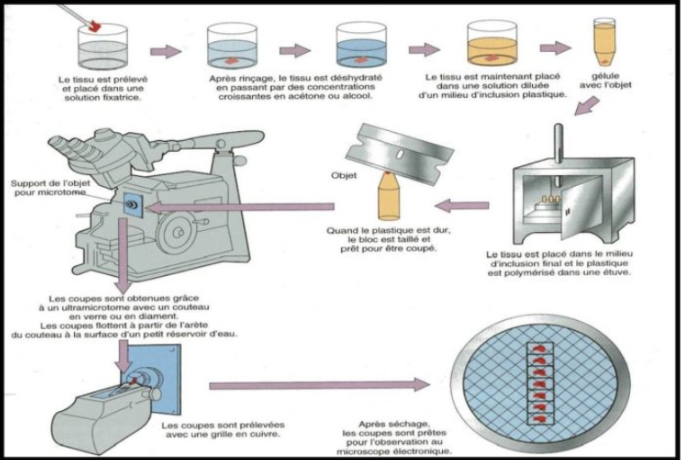 Le tissu est prélevé
et placé dans une
solution fixatrice.
Après rinçage, le tissu est déshydraté
en passant par des concentrations
croissantes en acétone ou alcool.
Le tissu est maintenant placé
dans une solution diluée
d'un milieu d'inclusion plastique.
gélule
avec l'objet
Support de l'objet
pour microtome
Objet
Quand le plastique est dur,
le bloc est taillé et
prêt pour être coupé.
Le tissu est placé dans le milieu
d'inclusion final et le plastique
est polymérisé dans une étuve.
Les coupes sont obtenues grâce
à un ultramicrotome avec un couteau
en verre ou en diament.
Les coupes flottent à partir de l'arète
du couteau à la surface d'un petit réservoir d'eau.
Les coupes sont prélevées
avec une grille en cuivre.
Après séchage,
les coupes sont prêtes
pour l'observation au
microscope électronique.